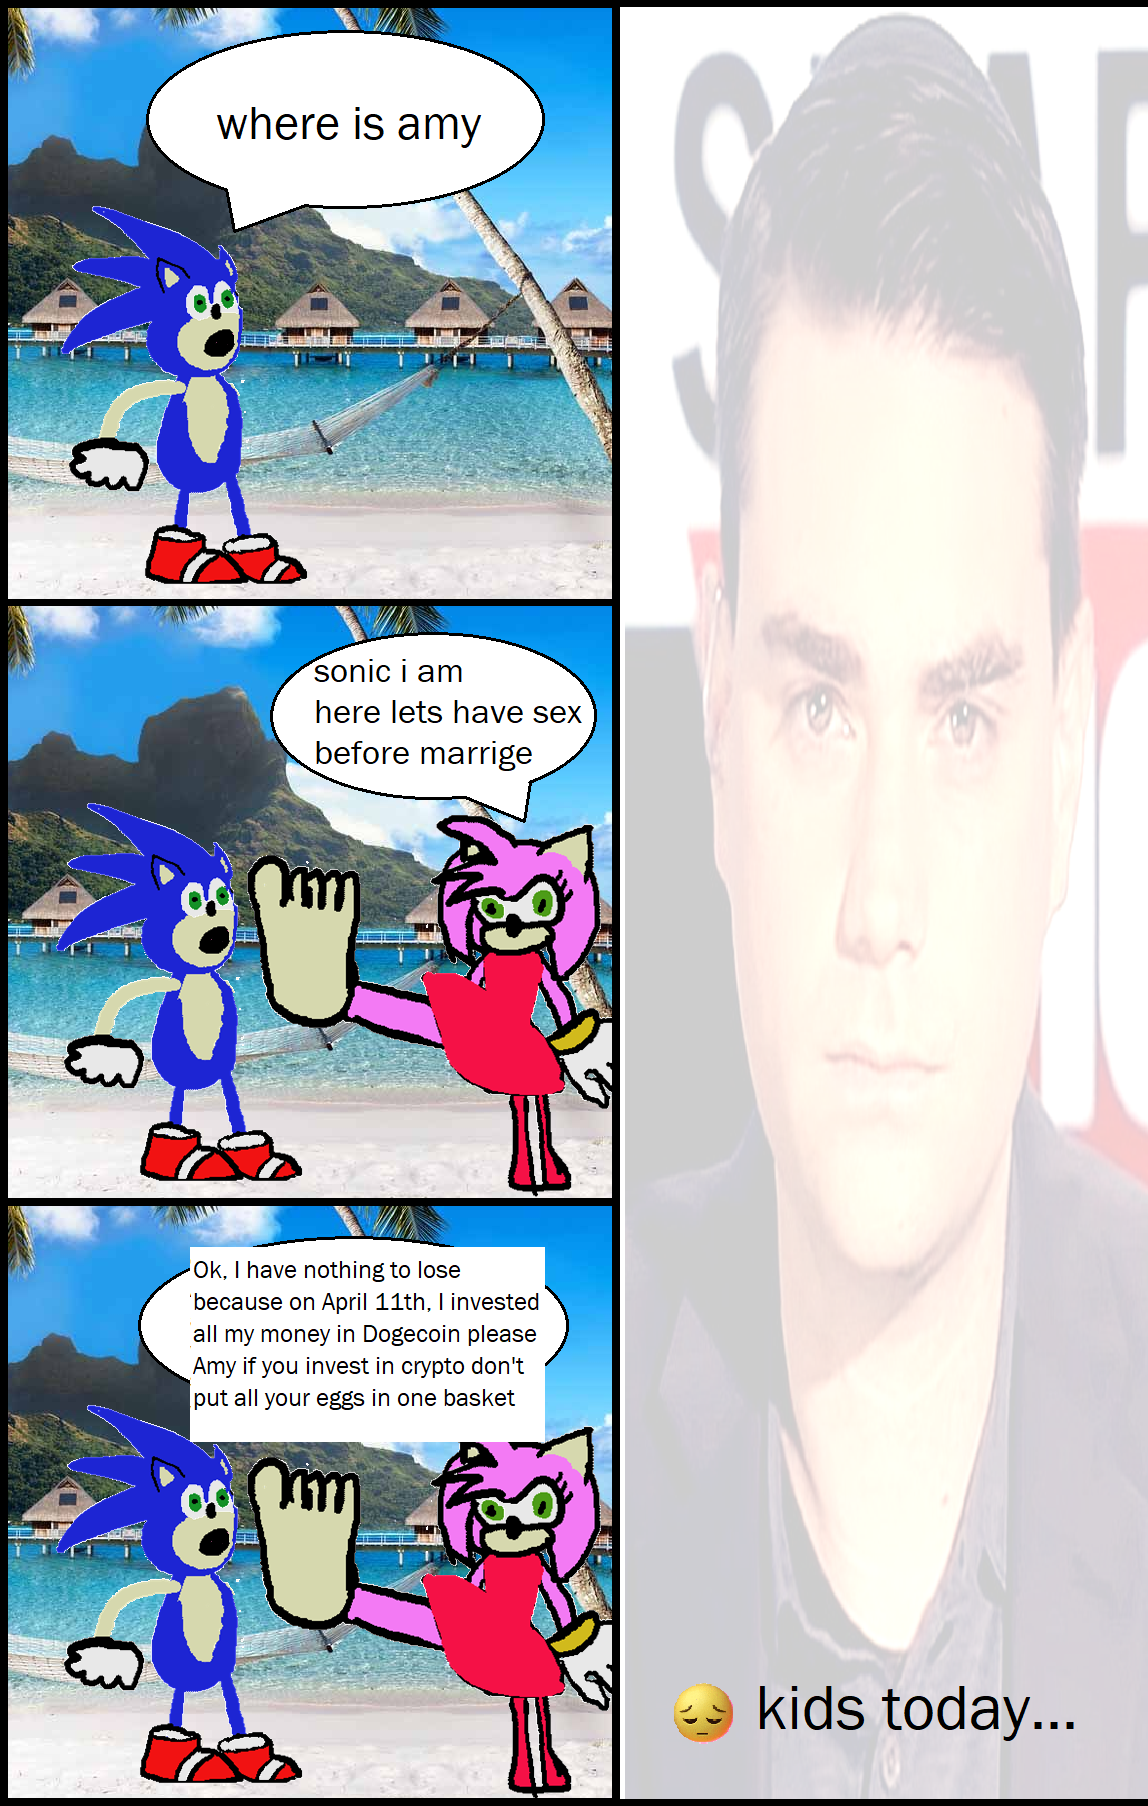 where is amy
sonic i am
here lets have sex
before marrige
Ok, I have nothing to lose
because on April 11th, I invested
all my money in Dogecoin please
Amy if you invest in crypto don't
put all your eggs in one basket
😔 kids today...